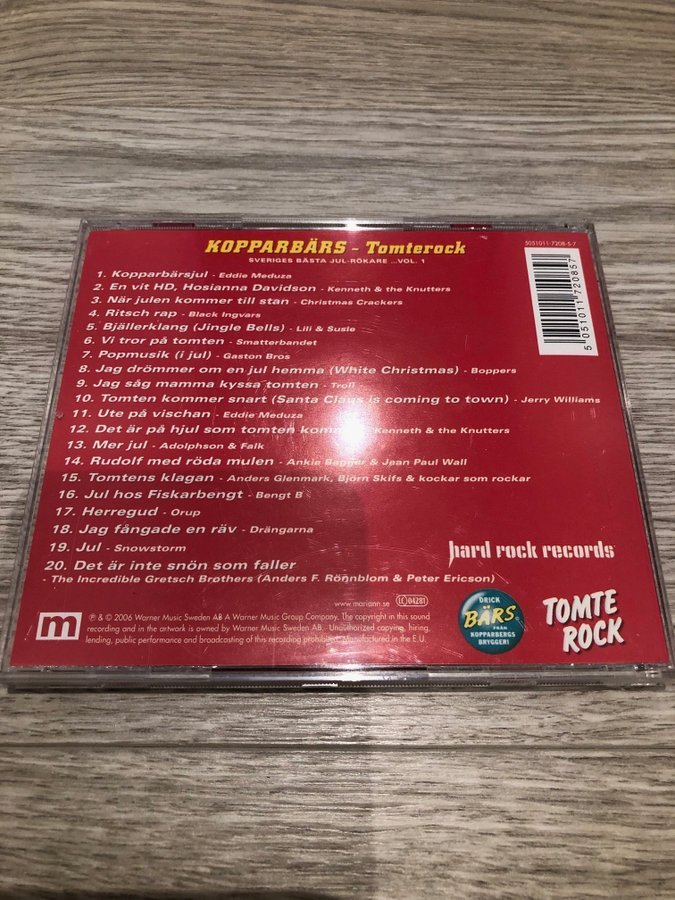 KOPPARBÄRS - Tomterock
SVERIGES BÄSTA JUL-RÖKARE ...VOL. 1
5051011-7208-5-7
5 051011 720857
1. Kopparbärsjul - Eddie Meduza
2. En vit HD, Hosianna Davidson - Kenneth & the Knutters
3. När julen kommer till stan - Christmas Crackers
4. Ritsch rap - Black Ingvars
5. Bjällerklang (Jingle Bells) - Lili & Susie
6. Vi tror på tomten - Smatterbandet
7. Popmusik (i jul) - Gaston Bros
8. Jag drömmer om en jul hemma (White Christmas) - Boppers
9. Jag såg mamma kyssa tomten - Troll
10. Tomten kommer snart (Santa Claus is coming to town) - Jerry Williams
11. Ute på vischan - Eddie Meduza
12. Det är på hjul som tomten kommer - Kenneth & the Knutters
13. Mer jul - Adolphson & Falk
14. Rudolf med röda mulen - Ankie Bagger & Jean Paul Wall
15. Tomtens klagan - Anders Glenmark, Björn Skifs & kockar som rockar
16. Jul hos Fiskarbengt - Bengt B
17. Herregud - Orup
18. Jag fångade en räv - Drängarna
19. Jul - Snowstorm
20. Det är inte snön som faller
- The Incredible Gretsch Brøthers (Anders F. Rönnblom & Peter Ericson)
hard rock records
www.mariann.se
LC 04281
m
℗ & © 2006 Warner Music Sweden AB A Warner Music Group Company. The copyright in this sound
recording and in the artwork is owned by Warner Music Sweden AB. Unauthorized copying, hiring,
lending, public performance and broadcasting of this recording prohibited. Manufactured in the E.U.
DRICK
BÄRS
FRÅN
KOPPARBERGS
BRYGGERI
TOMTE
ROCK